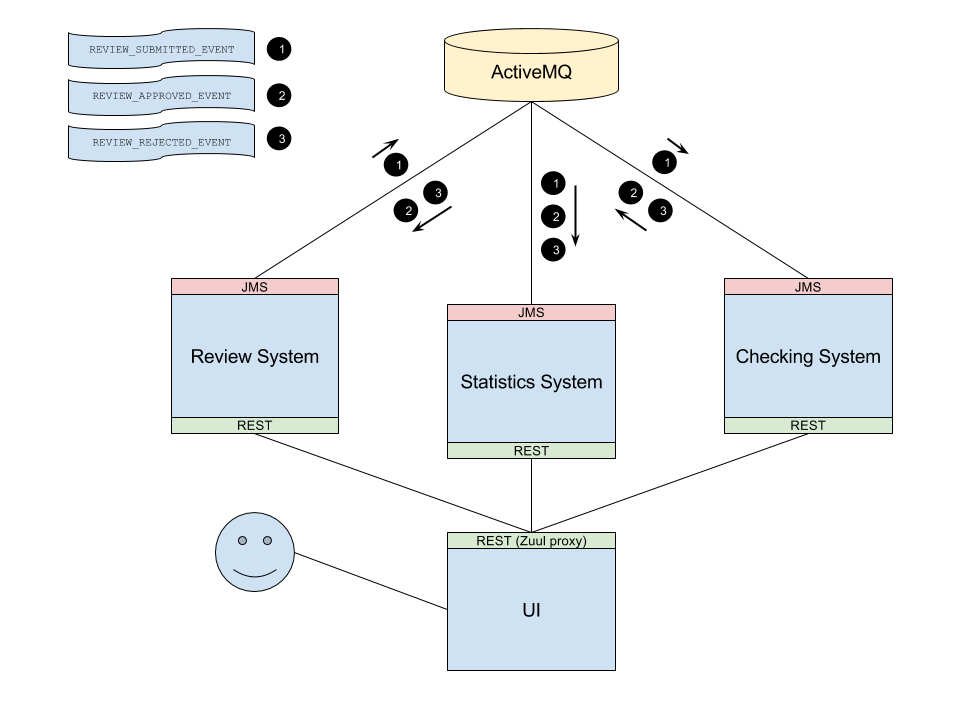 REVIEW_SUBMITTED_EVENT 1
REVIEW_APPROVED_EVENT 2
REVIEW_REJECTED_EVENT 3
ActiveMQ
1
3
2
1
2
3
1
2
3
JMS
Review System
REST
JMS
Statistics System
REST
JMS
Checking System
REST
REST (Zuul proxy)
UI